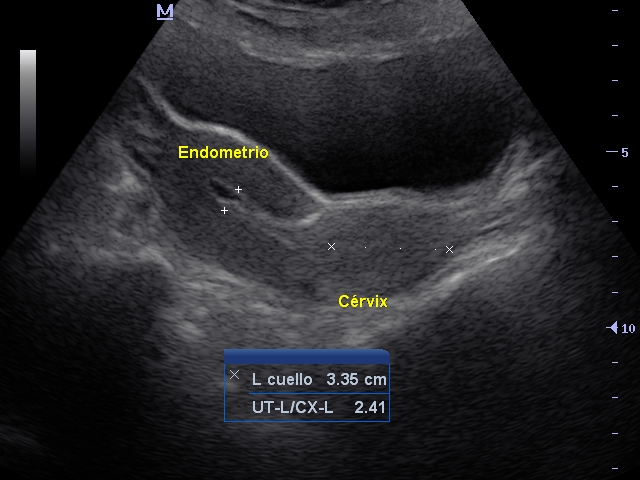 M
Endometrio
5
Cérvix
10
L cuello 3.35 cm
UT-L/CX-L 2.41